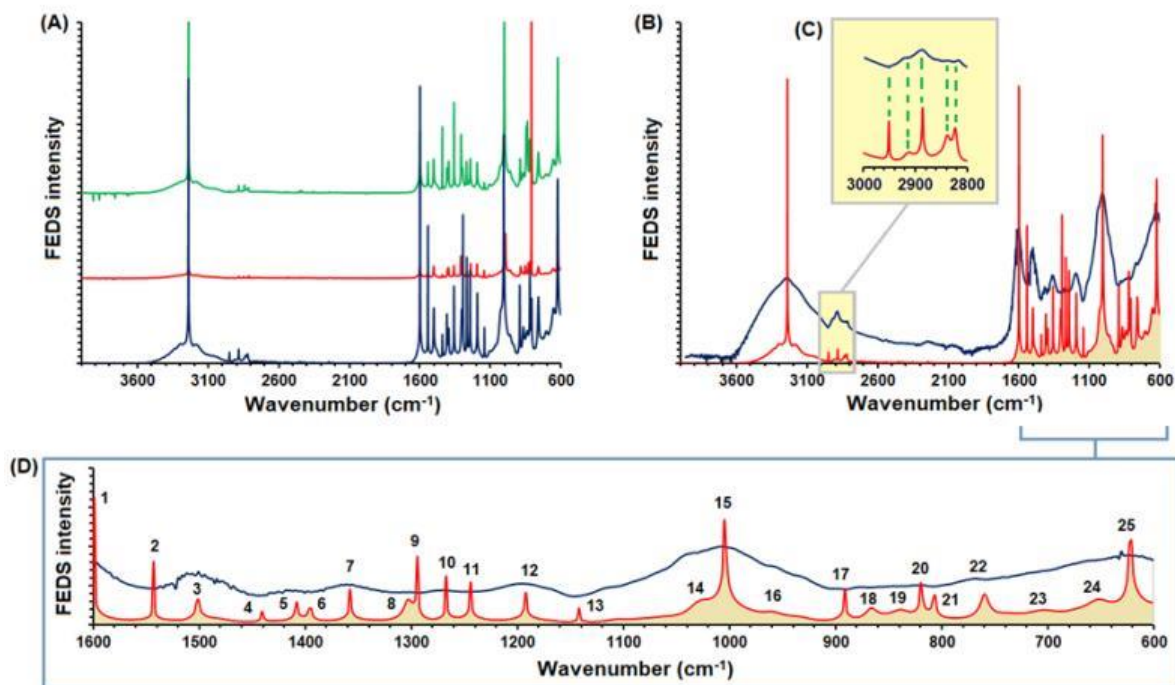 (A)
FEDS intensity
3600 3100 2600 2100 1600 1100 600
Wavenumber (cm⁻¹)
(B)
(C)
3000 2900 2800
FEDS intensity
3600 3100 2600 2100 1600 1100 600
Wavenumber (cm⁻¹)
(D)
FEDS intensity
1 2 3 4 5 6 7 8 9 10 11 12 13 14 15 16 17 18 19 20 21 22 23 24 25
1600 1500 1400 1300 1200 1100 1000 900 800 700 600
Wavenumber (cm⁻¹)